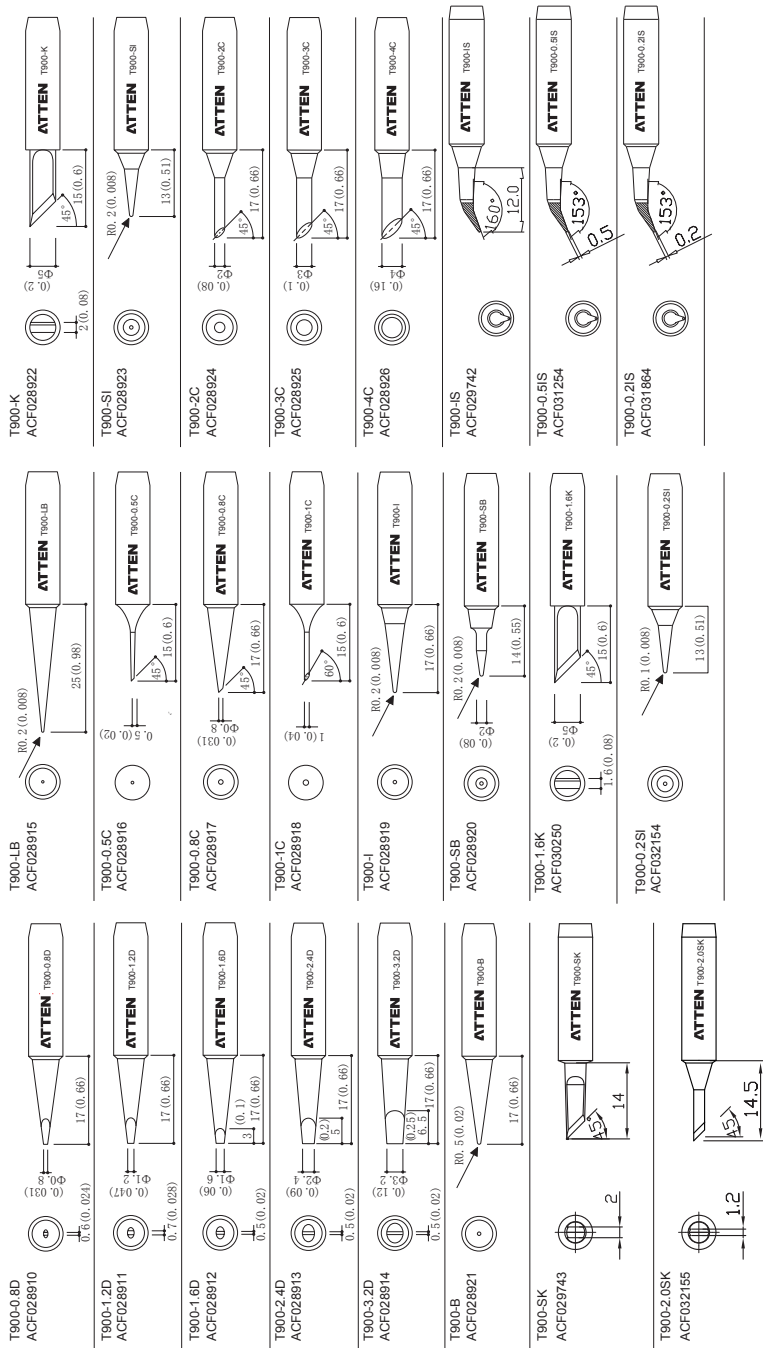 T900-0.8D
ACF028910
0.6(0.024)
Φ0.8
(0.031)
17(0.66)
ATTEN T900-0.8D
T900-1.2D
ACF028911
0.7(0.028)
Φ1.2
(0.047)
17(0.66)
ATTEN T900-1.2D
T900-1.6D
ACF028912
0.5(0.02)
Φ1.6
(0.06)
3
(0.1)
17(0.66)
ATTEN T900-1.6D
T900-2.4D
ACF028913
0.5(0.02)
Φ2.4
(0.09)
(0.2)
5
17(0.66)
ATTEN T900-2.4D
T900-3.2D
ACF028914
0.5(0.02)
Φ3.2
(0.12)
(0.25)
6.5
17(0.66)
ATTEN T900-3.2D
T900-B
ACF028921
R0.5(0.02)
17(0.66)
ATTEN T900-B
T900-SK
ACF029743
2
45°
14
ATTEN T900-SK
T900-2.0SK
ACF032155
1.2
45°
14.5
ATTEN T900-2.0SK
T900-LB
ACF028915
R0.2(0.008)
25(0.98)
ATTEN T900-LB
T900-0.5C
ACF028916
0.5(0.02)
45°
15(0.6)
ATTEN T900-0.5C
T900-0.8C
ACF028917
Φ0.8
(0.031)
45°
17(0.66)
ATTEN T900-0.8C
T900-1C
ACF028918
1(0.04)
60°
15(0.6)
ATTEN T900-1C
T900-I
ACF028919
R0.2(0.008)
17(0.66)
ATTEN T900-I
T900-SB
ACF028920
R0.2(0.008)
Φ2
(0.08)
14(0.55)
ATTEN T900-SB
T900-1.6K
ACF030250
1.6(0.08)
Φ5
(0.2)
45°
15(0.6)
ATTEN T900-1.6K
T900-0.2SI
ACF032154
R0.1(0.008)
13(0.51)
ATTEN T900-0.2SI
T900-K
ACF028922
2(0.08)
Φ5
(0.2)
45°
15(0.6)
ATTEN T900-K
T900-SI
ACF028923
R0.2(0.008)
13(0.51)
ATTEN T900-SI
T900-2C
ACF028924
Φ2
(0.08)
45°
17(0.66)
ATTEN T900-2C
T900-3C
ACF028925
Φ3
(0.1)
45°
17(0.66)
ATTEN T900-3C
T900-4C
ACF028926
Φ4
(0.16)
45°
17(0.66)
ATTEN T900-4C
T900-IS
ACF029742
160°
12.0
ATTEN T900-IS
T900-0.5IS
ACF031254
0.5
153°
ATTEN T900-0.5IS
T900-0.2IS
ACF031864
0.2
153°
ATTEN T900-0.2IS